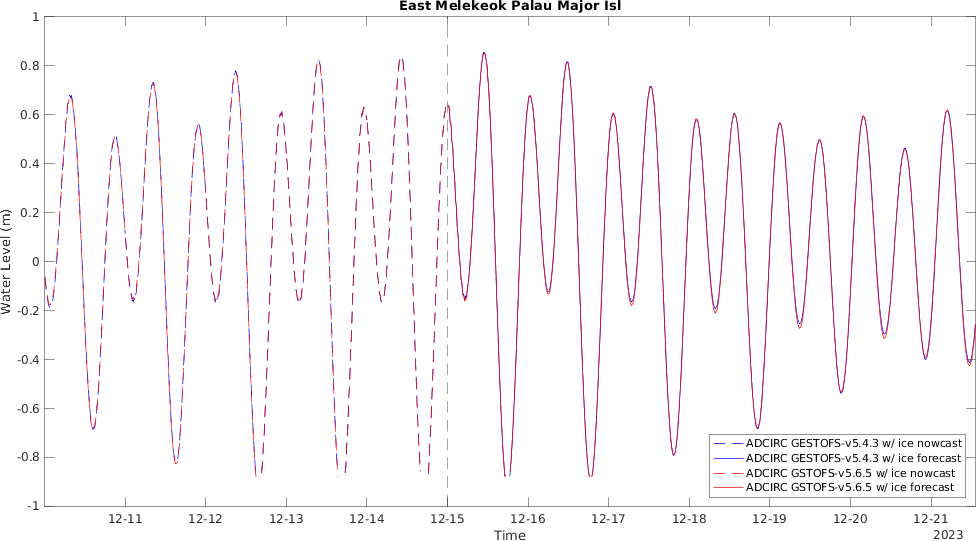 East Melekeok Palau Major Isl
1
0.8
0.6
0.4
0.2
0
-0.2
-0.4
-0.6
-0.8
-1
Water Level (m)
ADCIRC GESTOFS-v5.4.3 w/ ice nowcast
ADCIRC GESTOFS-v5.4.3 w/ ice forecast
ADCIRC GSTOFS-v5.6.5 w/ ice nowcast
ADCIRC GSTOFS-v5.6.5 w/ ice forecast
12-11 12-12 12-13 12-14 12-15 12-16 12-17 12-18 12-19 12-20 12-21
Time
2023